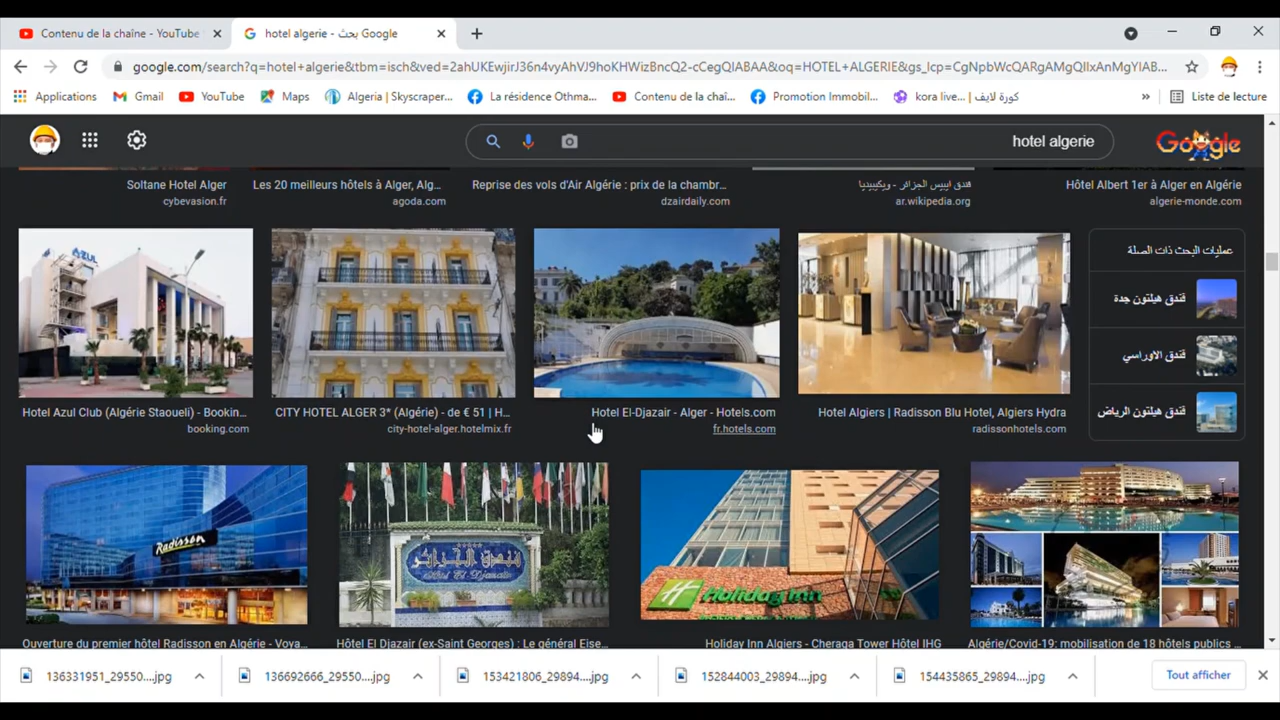 Contenu de la chaîne - YouTube
hotel algerie - بحث Google
google.com/search?q=hotel+algerie&tbm=isch&ved=2ahUKEwjirJ36n4vyAhVJ9hoKHWizBncQ2-cCegQIABAA&oq=HOTEL+ALGERIE&gs_lcp=CgNpbWcQARgAMgQIIxAnMgYIAB...
Applications
Gmail
YouTube
Maps
Algeria | Skyscraper...
La résidence Othma...
Contenu de la chaî...
Promotion Immobil...
كورة لايف | ...kora live
Liste de lecture
hotel algerie
Google
Soltane Hotel Alger
cybevasion.fr
Les 20 meilleurs hôtels à Alger, Alg...
agoda.com
Reprise des vols d'Air Algérie : prix de la chambr...
dzairdaily.com
فندق ايبيس الجزائر - ويكيبيديا
ar.wikipedia.org
Hôtel Albert 1er à Alger en Algérie
algerie-monde.com
AZUL
عمليات البحث ذات الصلة
فندق هيلتون جدة
فندق الاوراسي
فندق هيلتون الرياض
Hotel Azul Club (Algérie Staoueli) - Bookin...
booking.com
CITY HOTEL ALGER 3* (Algérie) - de € 51 | H...
city-hotel-alger.hotelmix.fr
Hotel El-Djazair - Alger - Hotels.com
fr.hotels.com
Hotel Algiers | Radisson Blu Hotel, Algiers Hydra
radissonhotels.com
Radisson
فندق الجزائر
Hôtel El Djazair
H Holiday Inn
Ouverture du premier hôtel Radisson en Algérie - Voya...
Hôtel El Djazair (ex-Saint Georges) : Le général Eise...
Holiday Inn Algiers - Cheraga Tower Hôtel IHG
Algérie/Covid-19: mobilisation de 18 hôtels publics ...
136331951_29550....jpg
136692666_29550....jpg
153421806_29894....jpg
152844003_29894....jpg
154435865_29894....jpg
Tout afficher